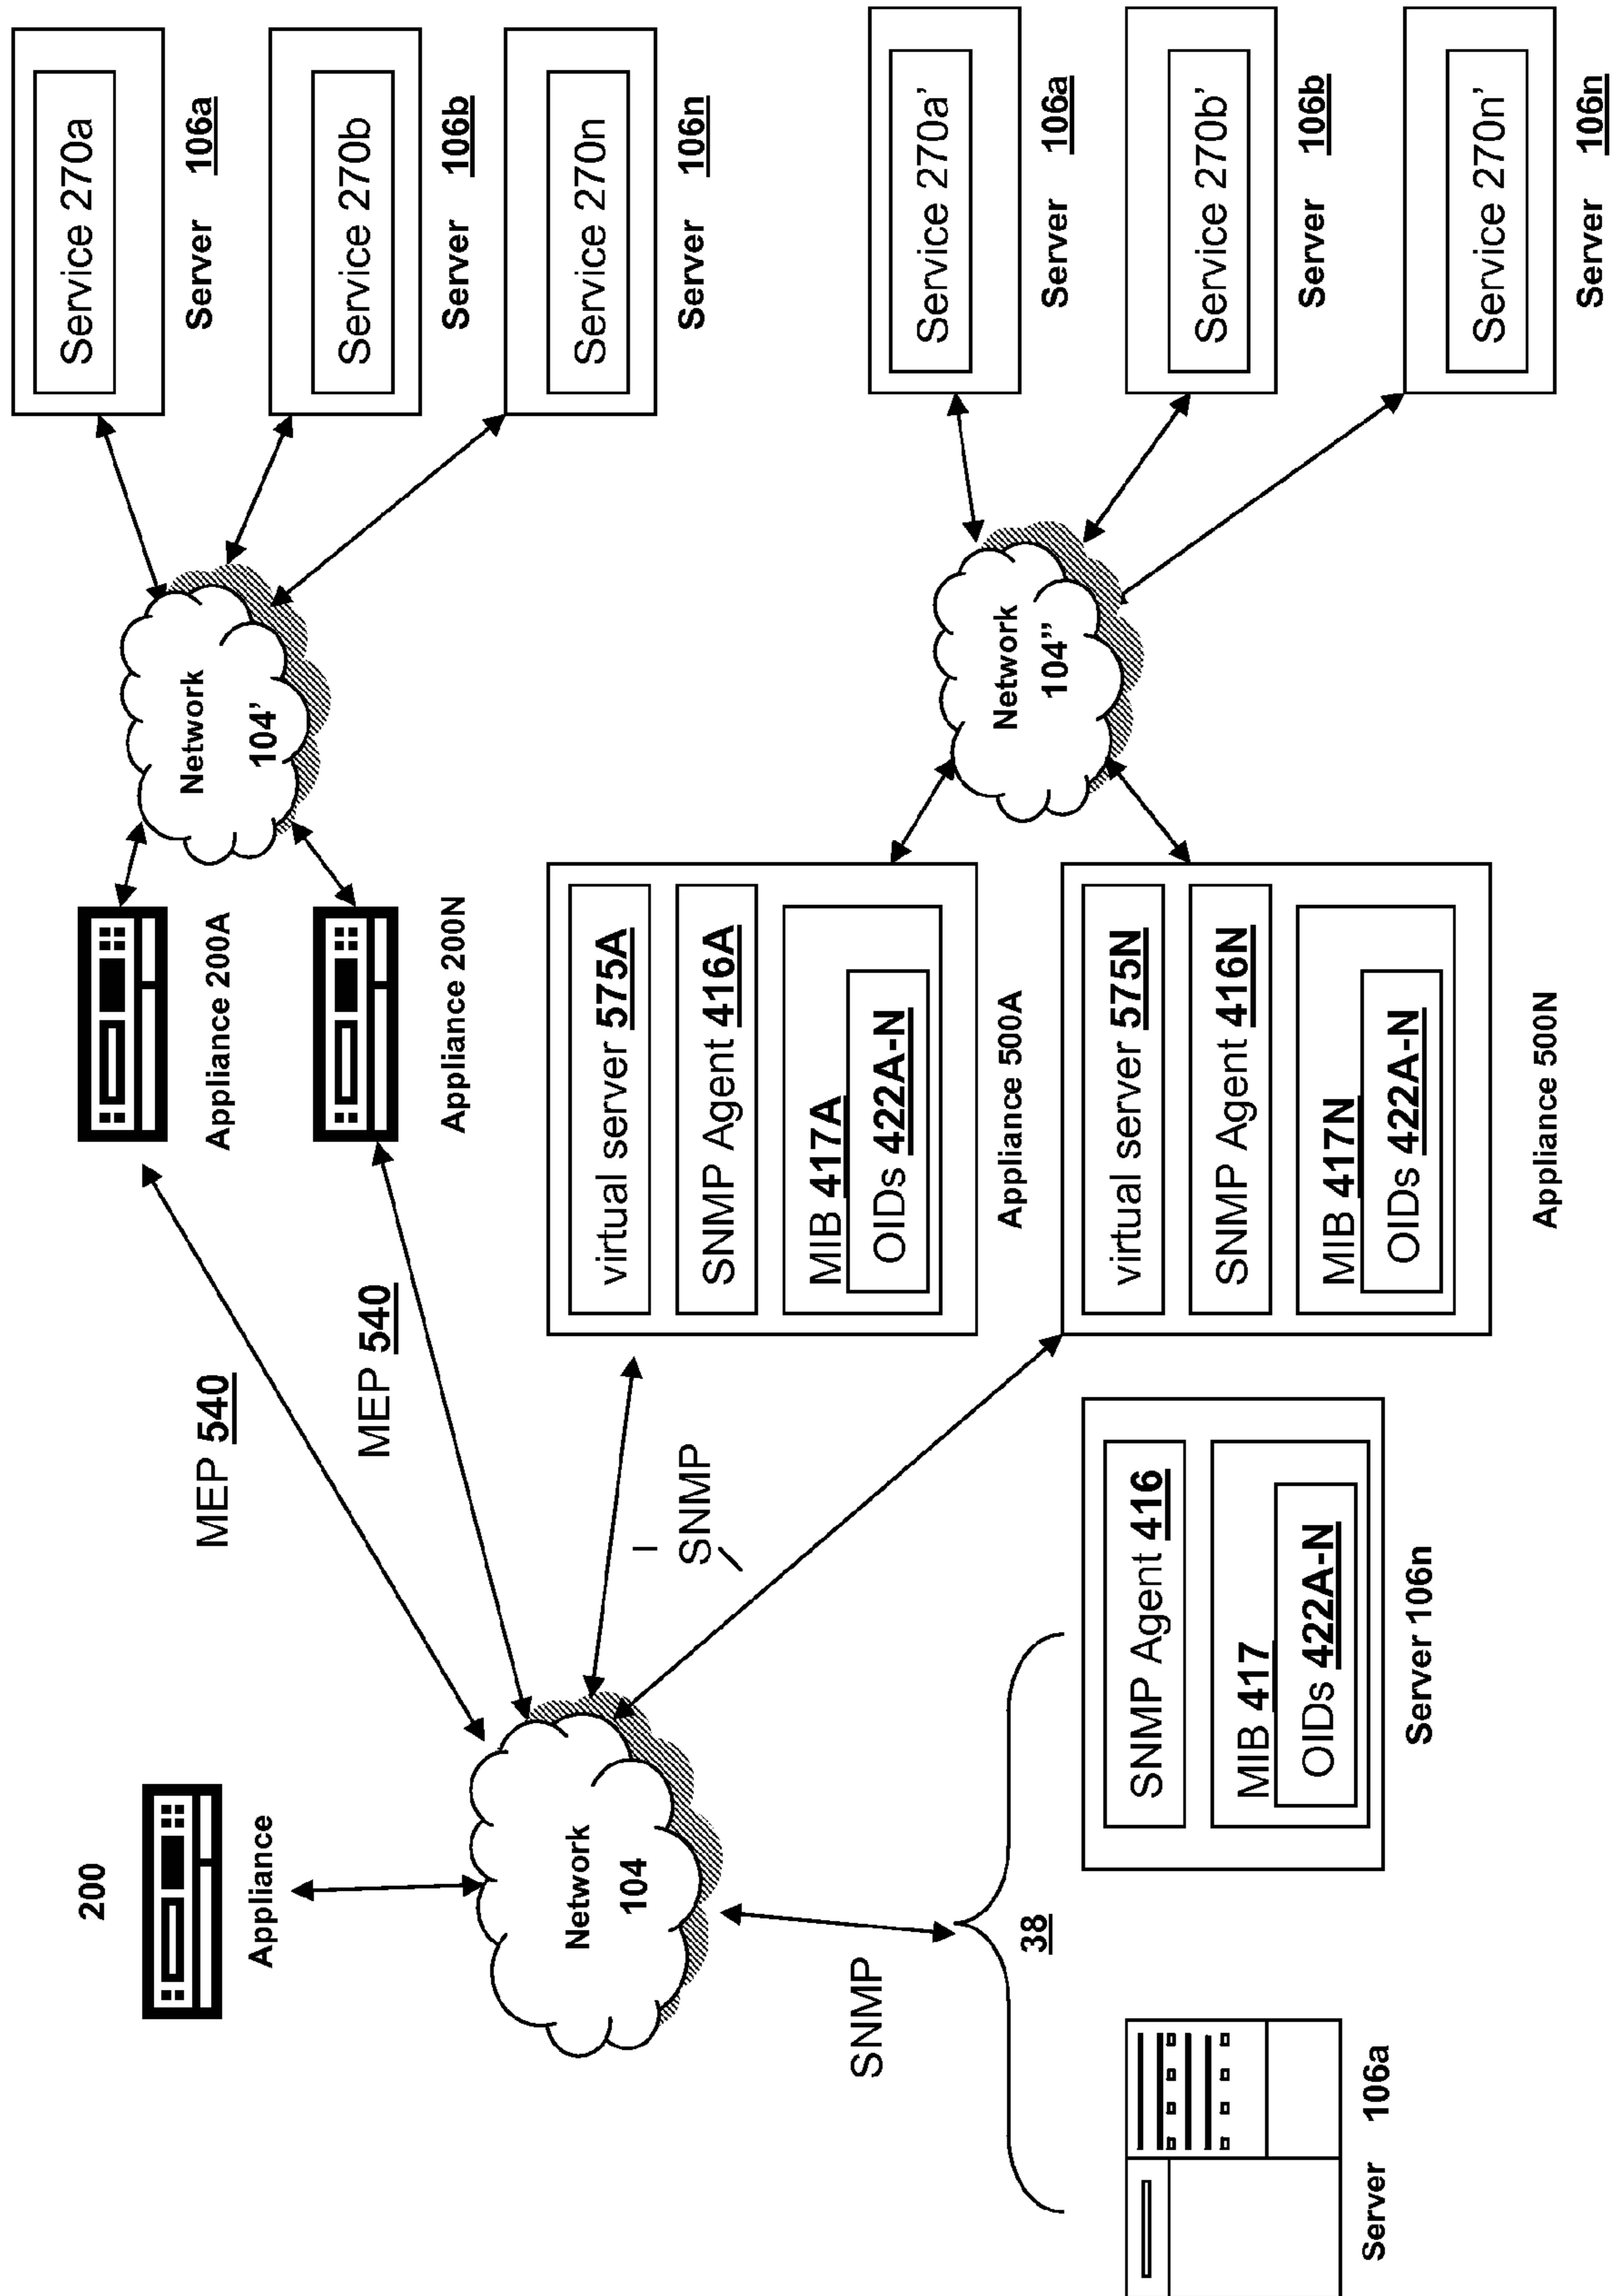 200
Appliance
Network
104
MEP 540
MEP 540
SNMP
SNMP
38
Server 106a
SNMP Agent 416
MIB 417
OIDs 422A-N
Server 106n
Appliance 200A
Appliance 200N
Network
104'
Service 270a
Server 106a
Service 270b
Server 106b
Service 270n
Server 106n
virtual server 575A
SNMP Agent 416A
MIB 417A
OIDs 422A-N
Appliance 500A
virtual server 575N
SNMP Agent 416N
MIB 417N
OIDs 422A-N
Appliance 500N
Network
104”
Service 270a’
Server 106a
Service 270b’
Server 106b
Service 270n’
Server 106n